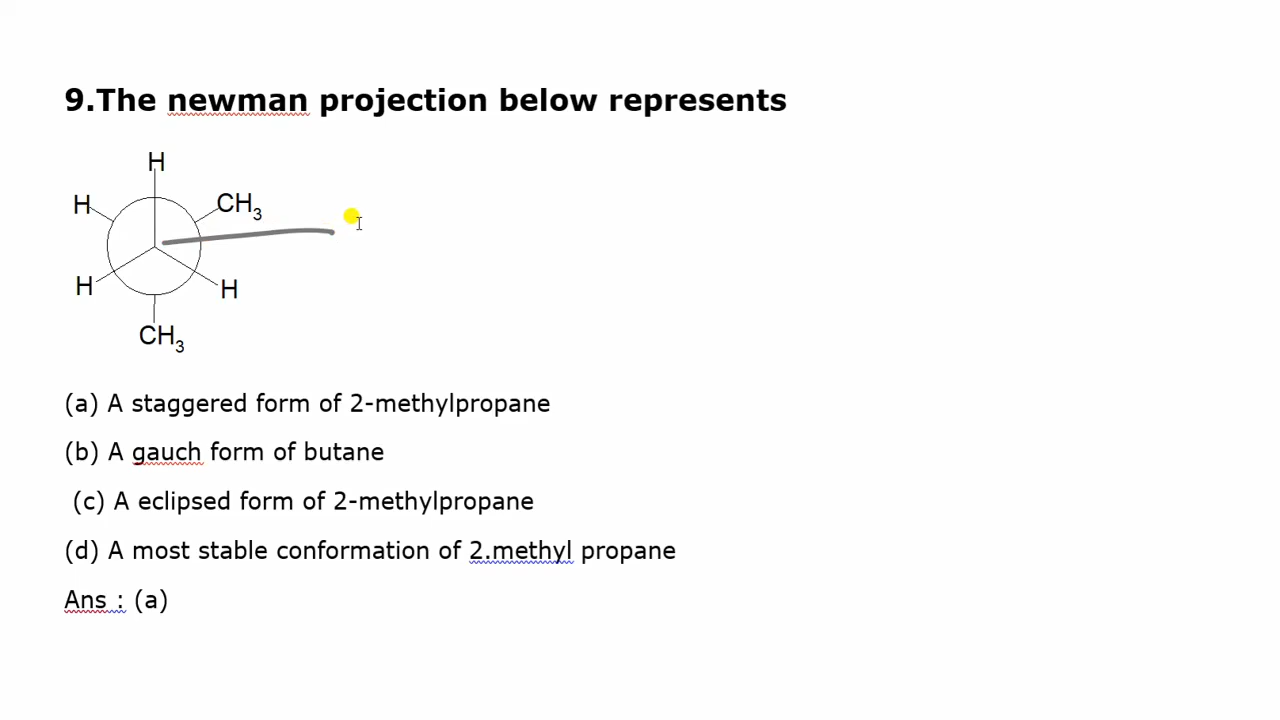 9.The newman projection below represents
H
H
CH3
H
H
CH3
(a) A staggered form of 2-methylpropane
(b) A gauch form of butane
(c) A eclipsed form of 2-methylpropane
(d) A most stable conformation of 2.methyl propane
Ans : (a)